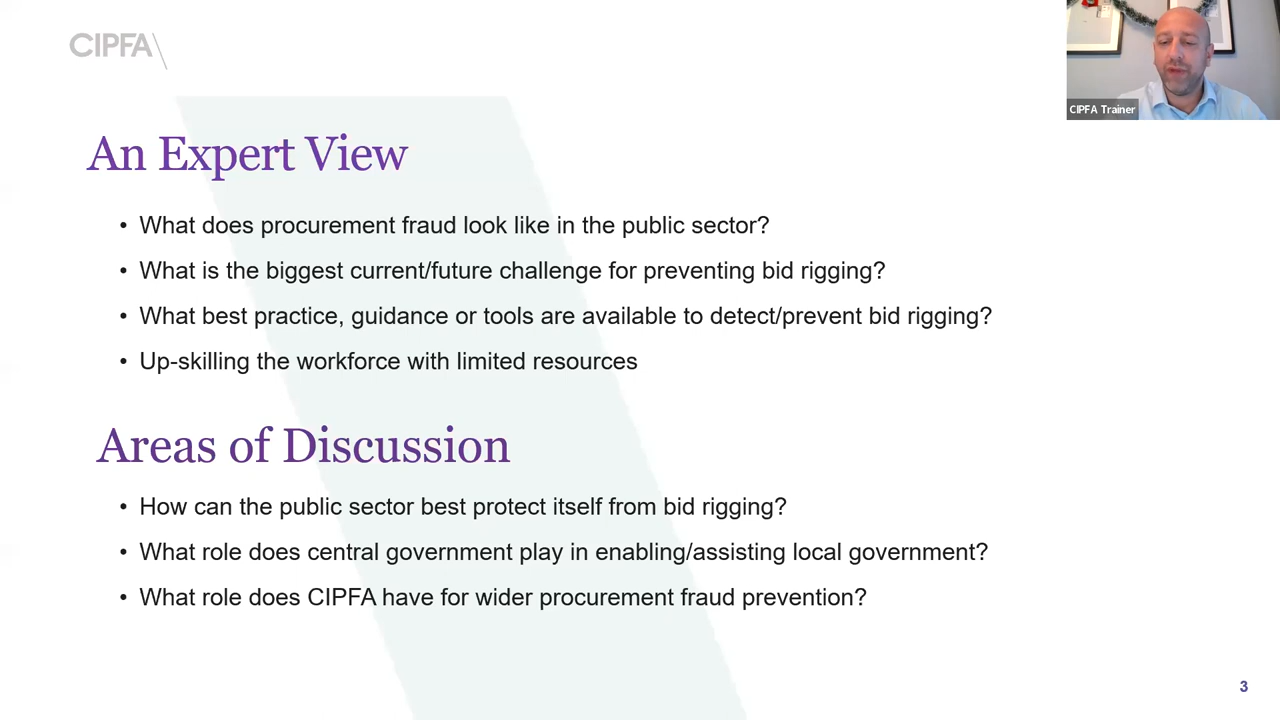 CIPFA
CIPFA Trainer
An Expert View
• What does procurement fraud look like in the public sector?
• What is the biggest current/future challenge for preventing bid rigging?
• What best practice, guidance or tools are available to detect/prevent bid rigging?
• Up-skilling the workforce with limited resources
Areas of Discussion
• How can the public sector best protect itself from bid rigging?
• What role does central government play in enabling/assisting local government?
• What role does CIPFA have for wider procurement fraud prevention?
3